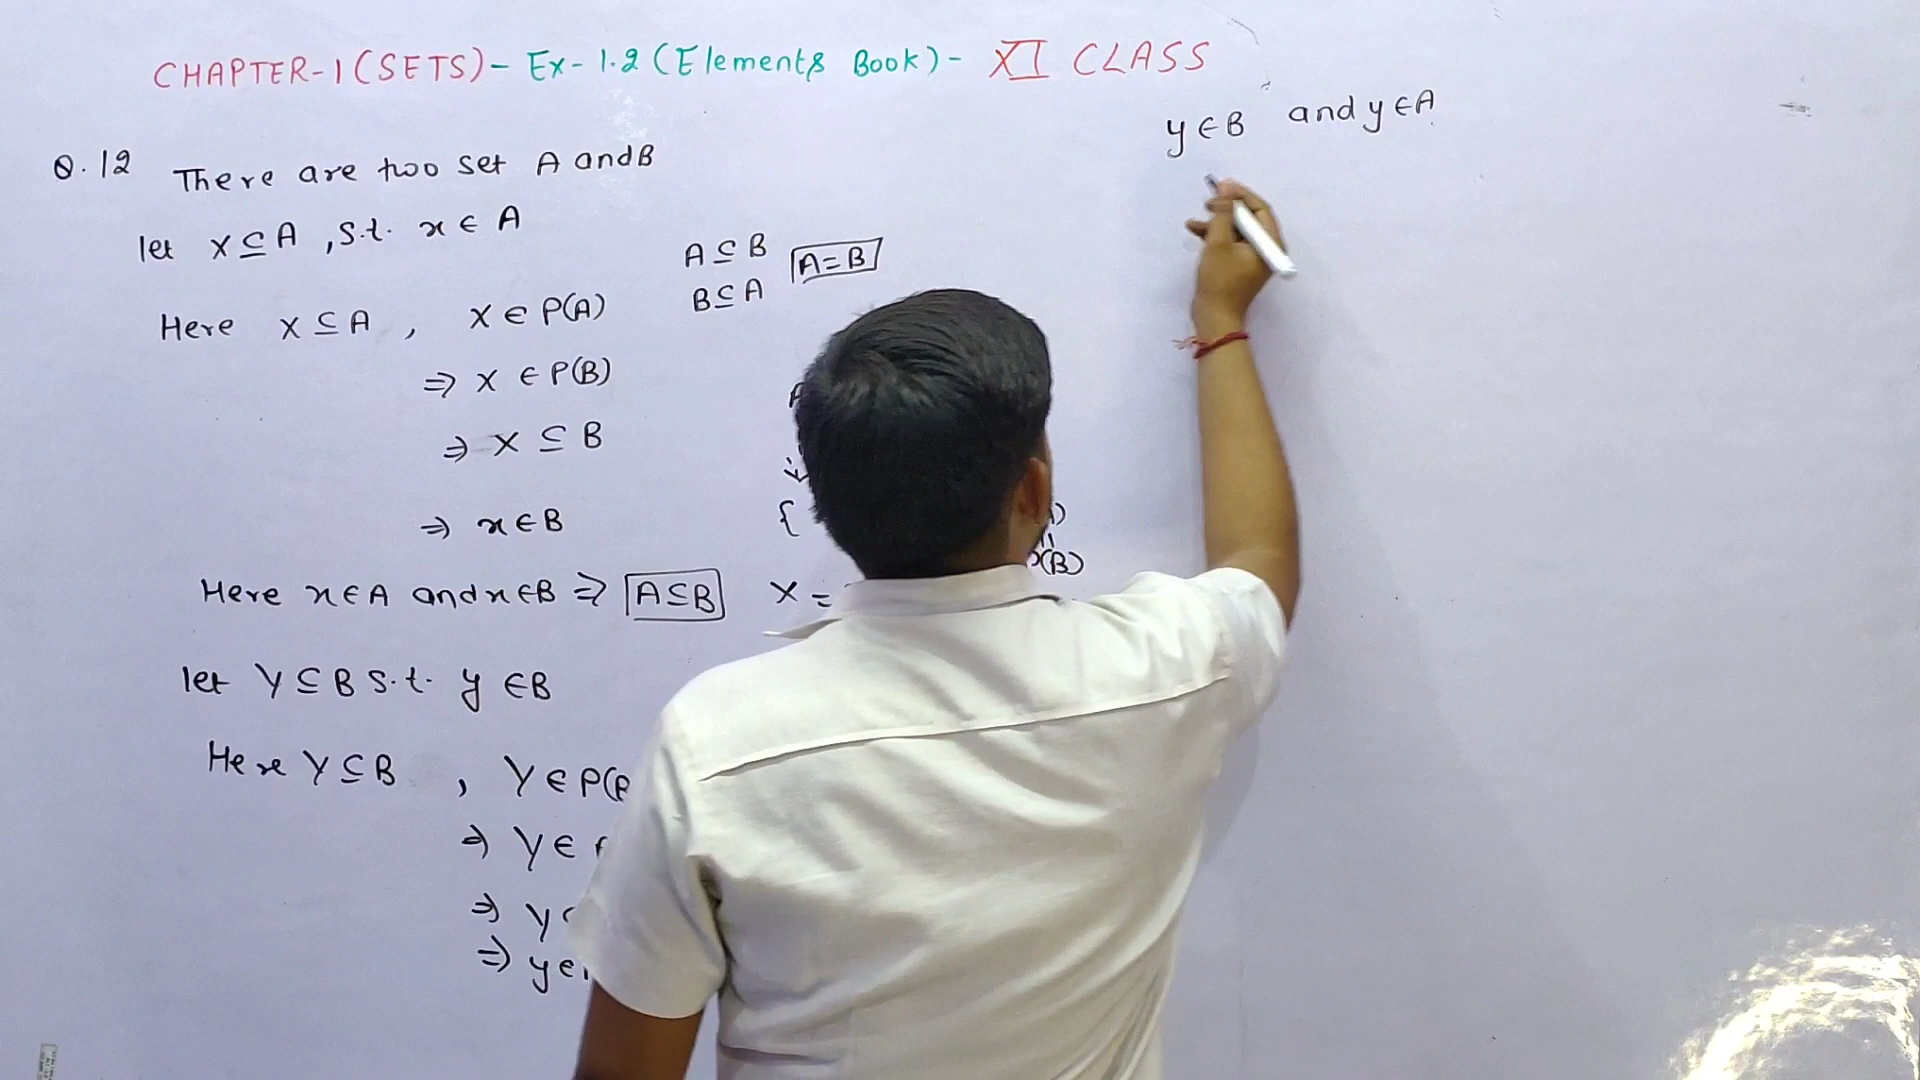 CHAPTER-1 (SETS) - Ex-1.2 (Elements Book) - XI CLASS
Q.12 There are two set A and B
let X ⊆ A , s.t. x ∈ A
Here X ⊆ A , X ∈ P(A)
⇒ X ∈ P(B)
⇒ X ⊆ B
⇒ x ∈ B
Here x ∈ A and x ∈ B ⇒ A ⊆ B
let Y ⊆ B s.t. y ∈ B
Here Y ⊆ B , Y ∈ P(B
⇒ Y ∈
⇒ Y
⇒ y ∈
A ⊆ B
B ⊆ A
A = B
{
(B)
X =
y ∈ B and y ∈ A